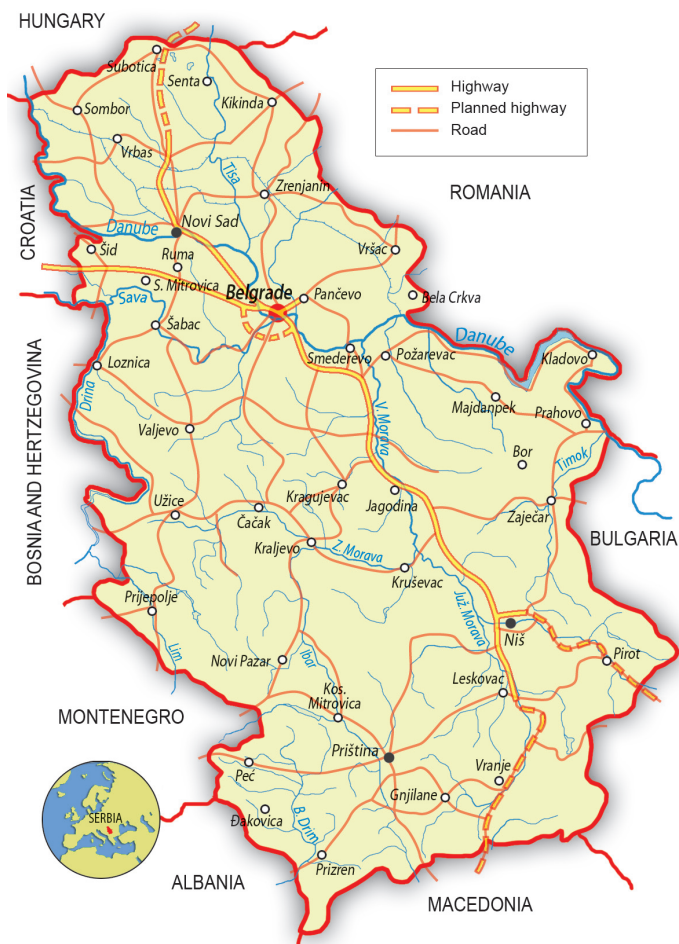 HUNGARY
Subotica
Senta
Sombor
Kikinda
Vrbas
Tisa
Highway
Planned highway
Road
CROATIA
ROMANIA
Zrenjanin
Danube
Novi Sad
Šid
Ruma
Vršac
S. Mitrovica
Belgrade
Pančevo
Bela Crkva
Sava
Šabac
Danube
Smederevo
Požarevac
Kladovo
Loznica
Drina
Majdanpek
Prahovo
BOSNIA AND HERTZEGOVINA
Valjevo
V. Morava
Bor
Timok
Užice
Čačak
Kragujevac
Jagodina
Zaječar
BULGARIA
Kraljevo
Z. Morava
Kruševac
Prijepolje
Juž. Morava
Niš
Lim
Novi Pazar
Ibar
Pirot
Leskovac
Kos.
Mitrovica
MONTENEGRO
Priština
Peć
Vranje
Gnjilane
SERBIA
Đakovica
B. Drim
Prizren
ALBANIA
MACEDONIA